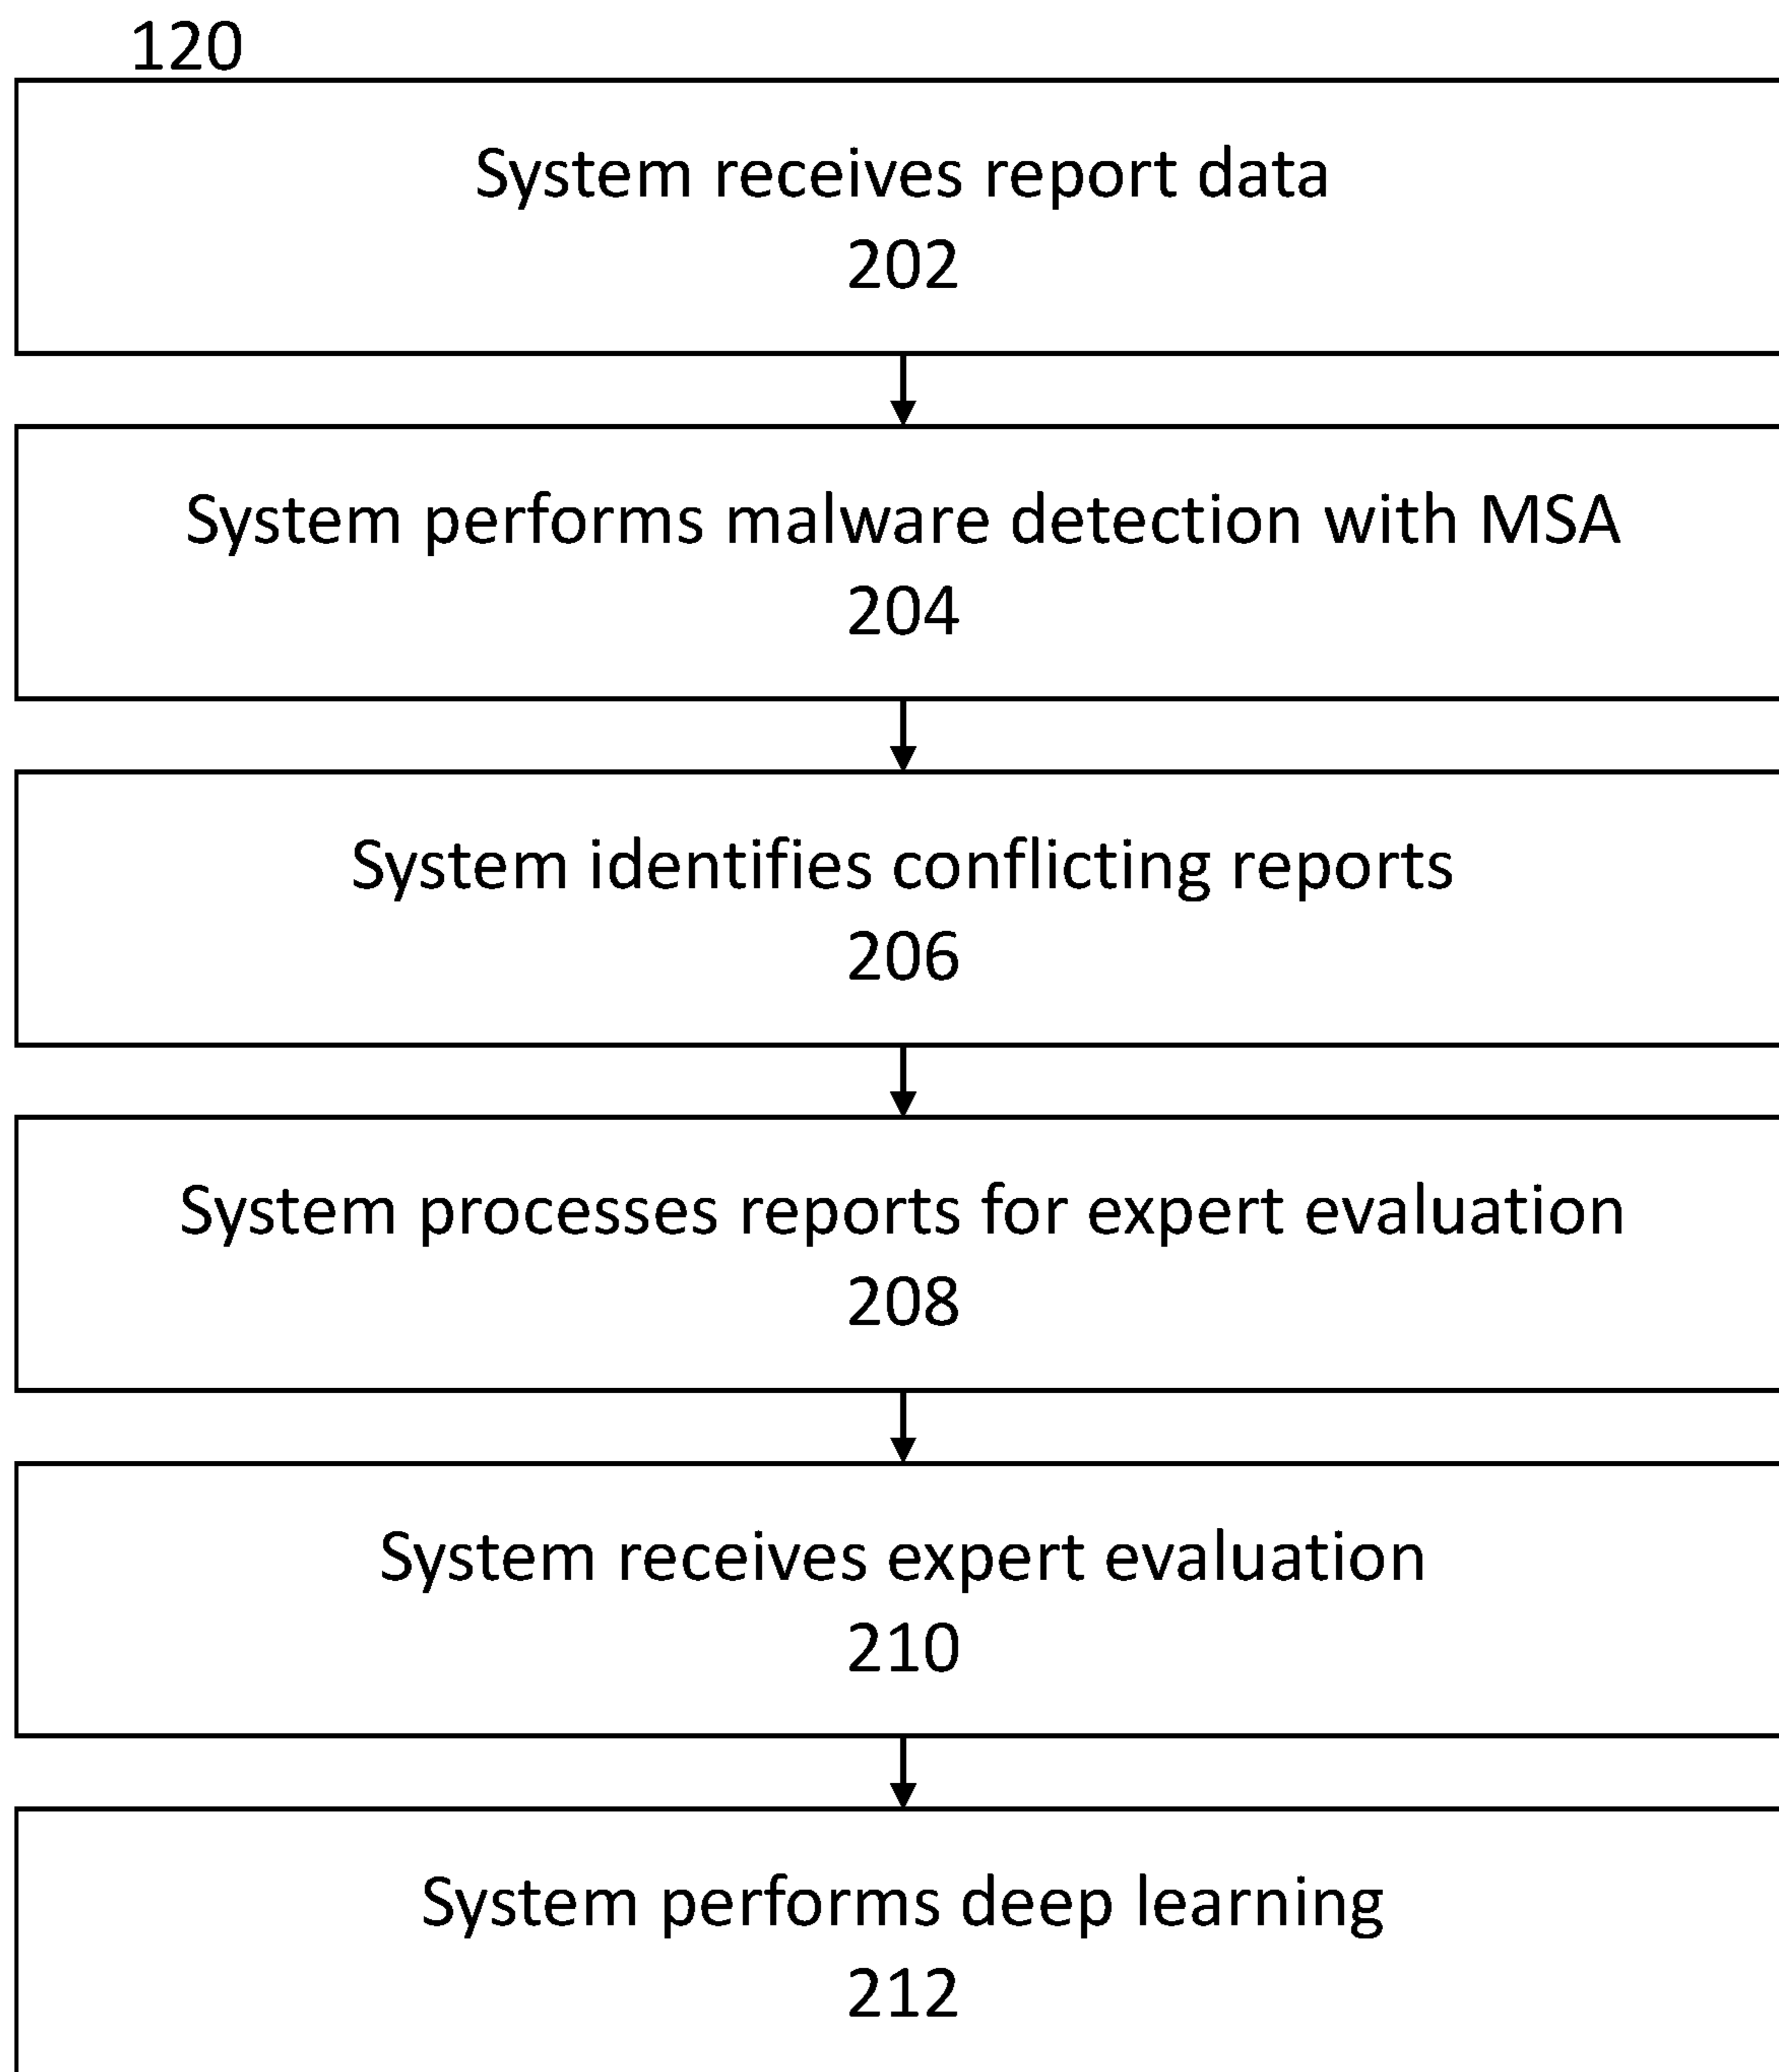 120
System receives report data
202
System performs malware detection with MSA
204
System identifies conflicting reports
206
System processes reports for expert evaluation
208
System receives expert evaluation
210
System performs deep learning
212